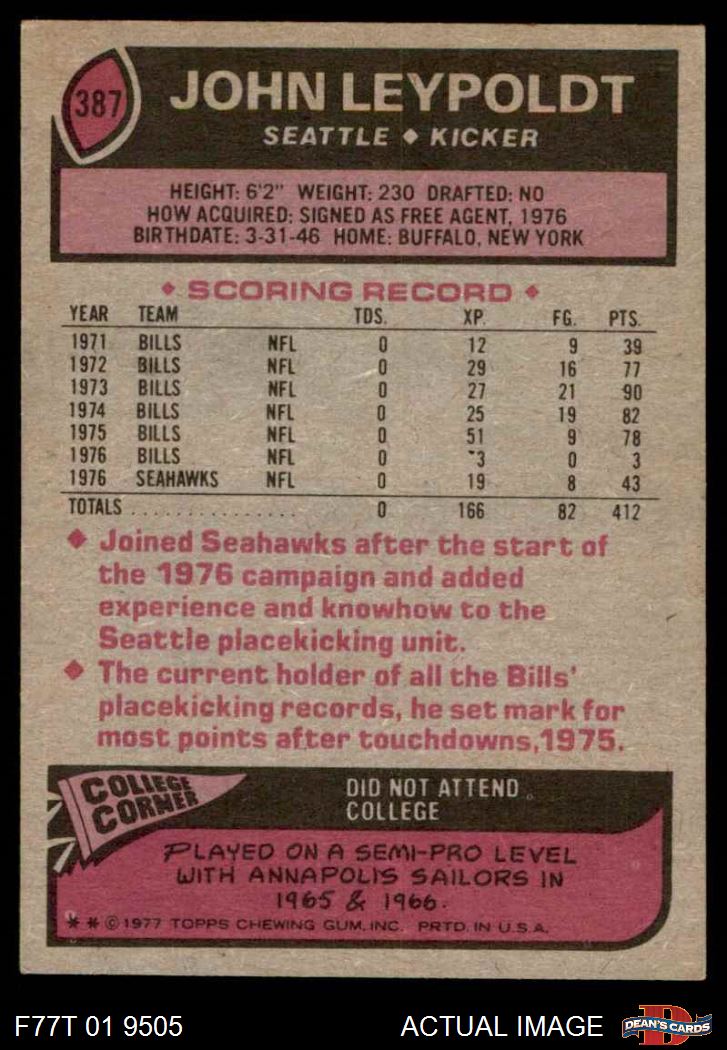 387
JOHN LEYPOLDT
SEATTLE ◆ KICKER
HEIGHT: 6'2" WEIGHT: 230 DRAFTED: NO
HOW ACQUIRED: SIGNED AS FREE AGENT, 1976
BIRTHDATE: 3-31-46 HOME: BUFFALO, NEW YORK
◆ SCORING RECORD ◆
YEAR TEAM TDS. XP. FG. PTS.
1971 BILLS NFL 0 12 9 39
1972 BILLS NFL 0 29 16 77
1973 BILLS NFL 0 27 21 90
1974 BILLS NFL 0 25 19 82
1975 BILLS NFL 0 51 9 78
1976 BILLS NFL 0 3 0 3
1976 SEAHAWKS NFL 0 19 8 43
TOTALS ................ 0 166 82 412
◆ Joined Seahawks after the start of
the 1976 campaign and added
experience and knowhow to the
Seattle placekicking unit.
◆ The current holder of all the Bills'
placekicking records, he set mark for
most points after touchdowns,1975.
COLLEGE
CORNER
DID NOT ATTEND
COLLEGE
PLAYED ON A SEMI-PRO LEVEL
WITH ANNAPOLIS SAILORS IN
1965 & 1966.
* * © 1977 TOPPS CHEWING GUM, INC. PRTD. IN U.S.A.
F77T 01 9505 ACTUAL IMAGE
D
DEAN'S CARDS